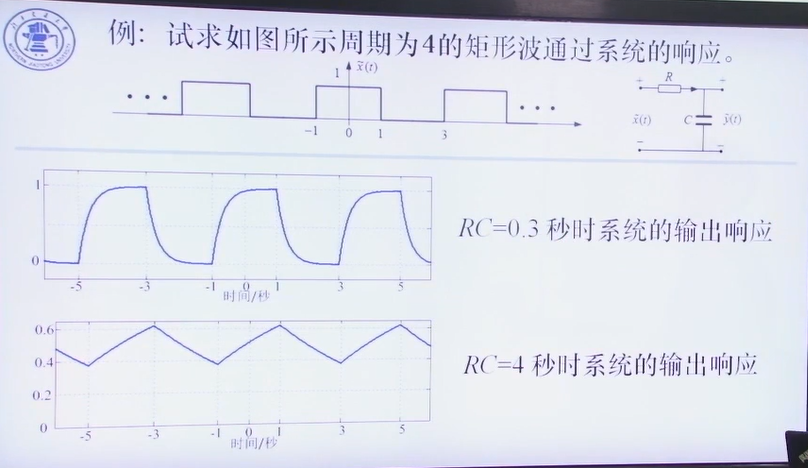 例：试求如图所示周期为4的矩形波通过系统的响应。
1 x̃(t)
-1 0 1 3
R
+ +
x̃(t) C ỹ(t)
- -
1
0
-5 -3 -1 0 1 3 5
时间/秒
RC=0.3 秒时系统的输出响应
0.6
0.4
0.2
0
-5 -3 -1 0 1 3 5
时间/秒
RC=4 秒时系统的输出响应